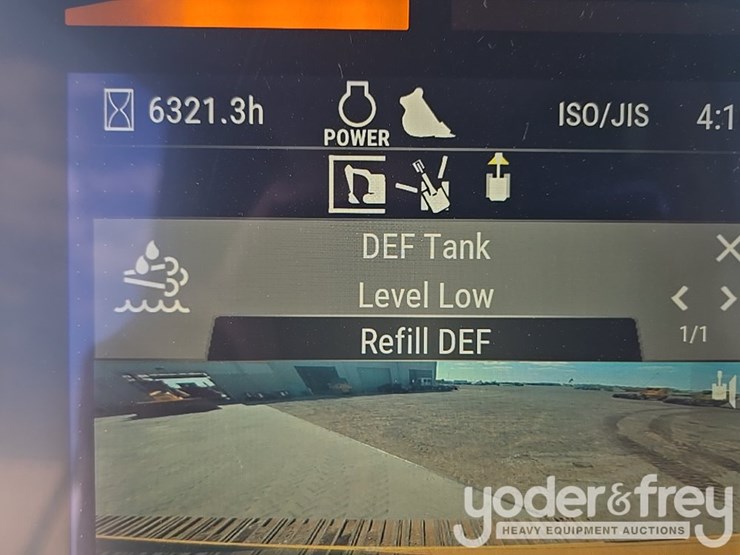 6321.3h POWER ISO/JIS 4:1
DEF Tank
Level Low
Refill DEF
1/1
yoder&frey
HEAVY EQUIPMENT AUCTIONS